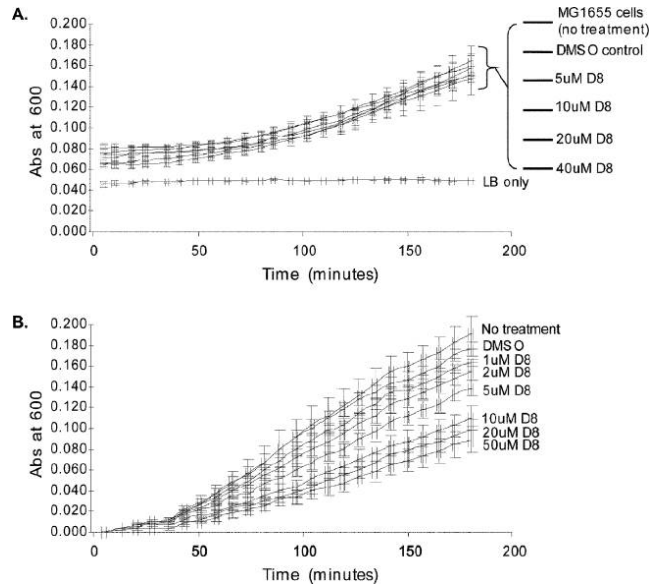 A.
0.200
0.180
0.160
0.140
0.120
0.100
0.080
0.060
0.040
0.020
0.000
Abs at 600
0 50 100 150 200
Time (minutes)
MG1655 cells
(no treatment)
DMSO control
5uM D8
10uM D8
20uM D8
40uM D8
LB only
B.
0.200
0.180
0.160
0.140
0.120
0.100
0.080
0.060
0.040
0.020
0.000
Abs at 600
0 50 100 150 200
Time (minutes)
No treatment
DMSO
1uM D8
2uM D8
5uM D8
10uM D8
20uM D8
50uM D8